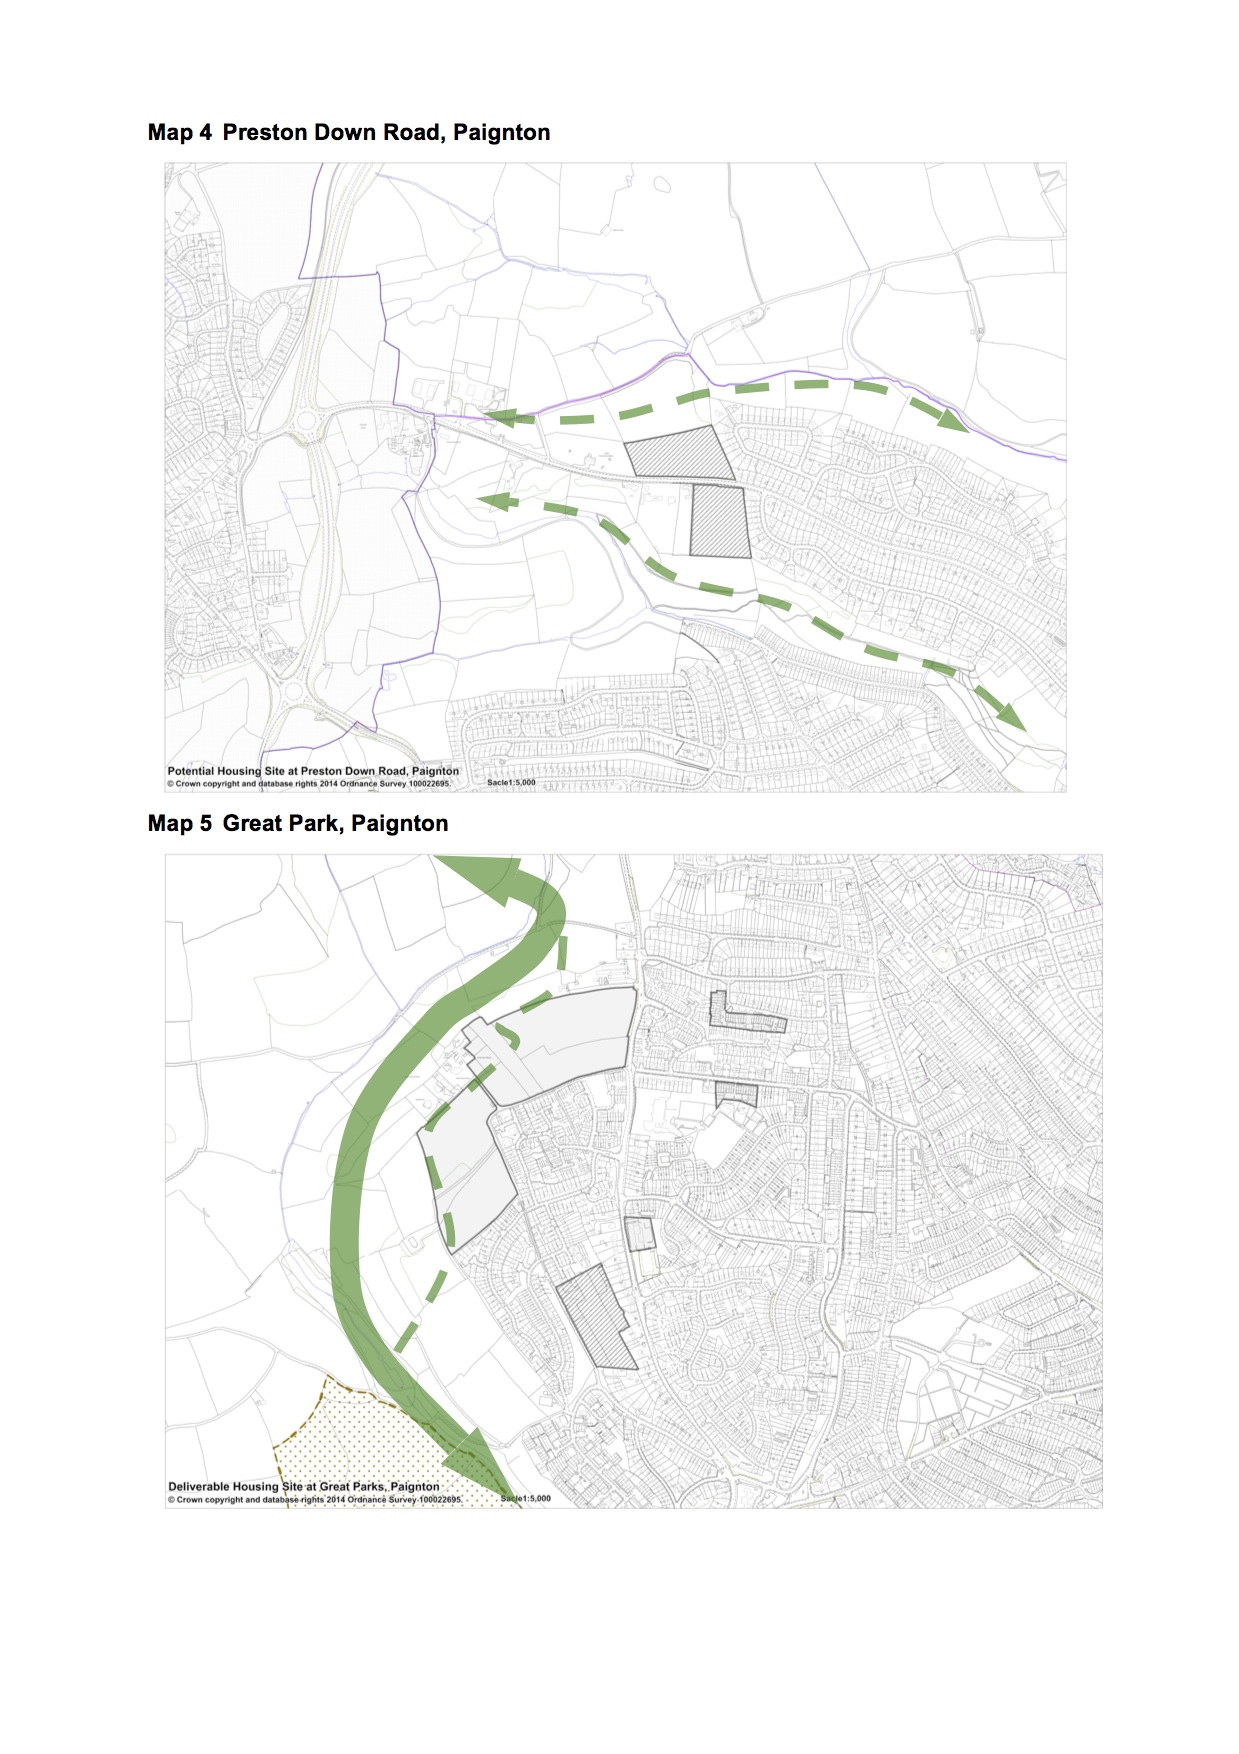 Map 4 Preston Down Road, Paignton
Potential Housing Site at Preston Down Road, Paignton
© Crown copyright and database rights 2014 Ordnance Survey 100022695.
Sacle1:5,000
Map 5 Great Park, Paignton
Deliverable Housing Site at Great Parks, Paignton
© Crown copyright and database rights 2014 Ordnance Survey 100022695.
Sacle1:5,000